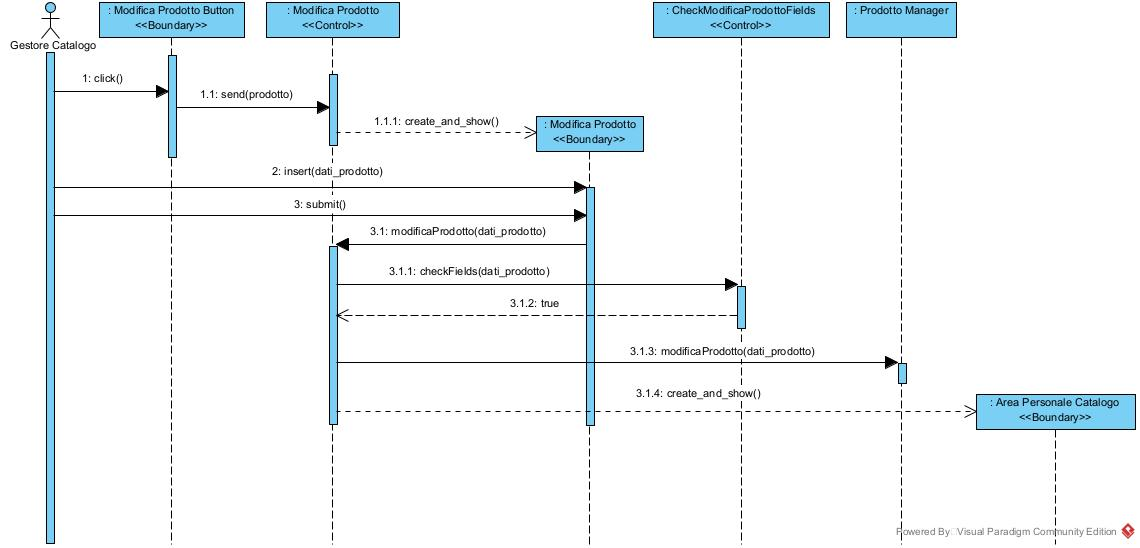 : Modifica Prodotto Button
<<Boundary>>
: Modifica Prodotto
<<Control>>
: CheckModificaProdottoFields
<<Control>>
: Prodotto Manager
Gestore Catalogo
1: click()
1.1: send(prodotto)
1.1.1: create_and_show()
: Modifica Prodotto
<<Boundary>>
2: insert(dati_prodotto)
3: submit()
3.1: modificaProdotto(dati_prodotto)
3.1.1: checkFields(dati_prodotto)
3.1.2: true
3.1.3: modificaProdotto(dati_prodotto)
3.1.4: create_and_show()
: Area Personale Catalogo
<<Boundary>>
Powered By Visual Paradigm Community Edition